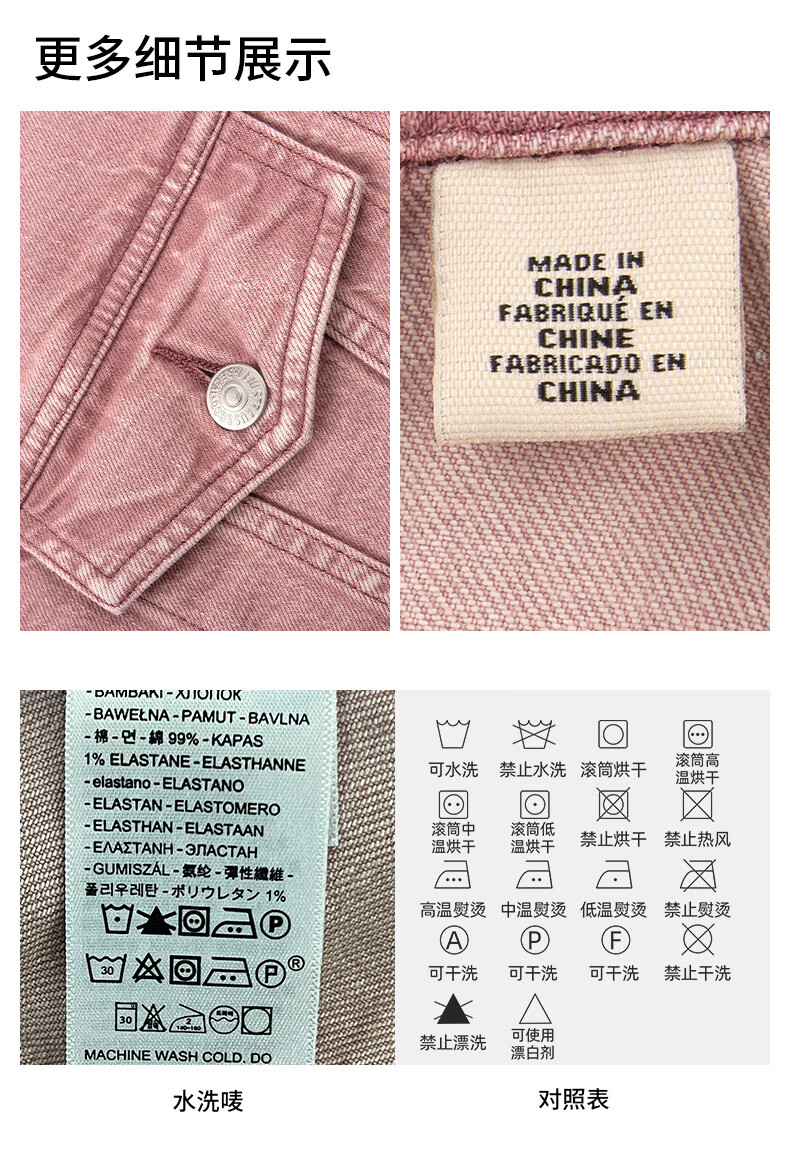 更多细节展示
MADE IN
CHINA
FABRIQUÉ EN
CHINE
FABRICADO EN
CHINA
- BAMBAKI - ХЛОПОК
- BAWEŁNA - PAMUT - BAVLNA
- 棉 - 면 - 綿 99% - KAPAS
1% ELASTANE - ELASTHANNE
- elastano - ELASTANO
- ELASTAN - ELASTOMERO
- ELASTHAN - ELASTAAN
- ΕΛΑΣΤΑΝΗ - ЭЛАСТАН
- GUMISZÁL - 氨纶 - 彈性纖維 -
폴리우레탄 - ポリウレタン 1%
P
30 P ®
30 2 140~160
MACHINE WASH COLD. DO
可水洗 禁止水洗 滚筒烘干 滚筒高
温烘干
滚筒中
温烘干
滚筒低
温烘干
禁止烘干 禁止热风
高温熨烫 中温熨烫 低温熨烫 禁止熨烫
A P F
可干洗 可干洗 可干洗 禁止干洗
禁止漂洗 可使用
漂白剂
水洗唛
对照表